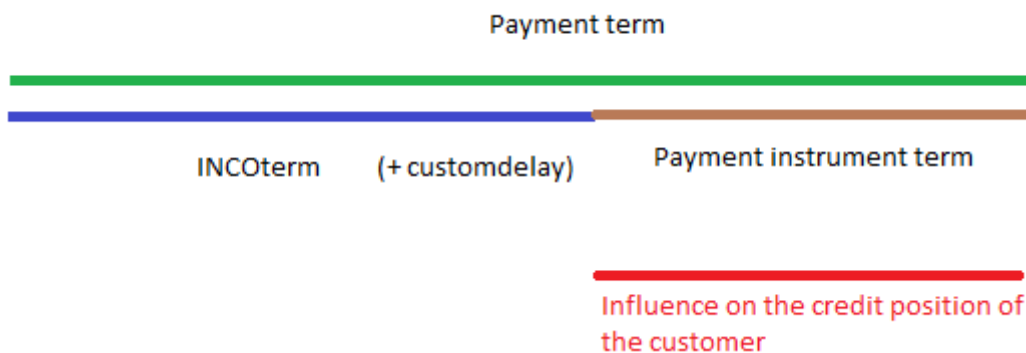 Payment term
INCOterm (+ customdelay) Payment instrument term
Influence on the credit position of
the customer